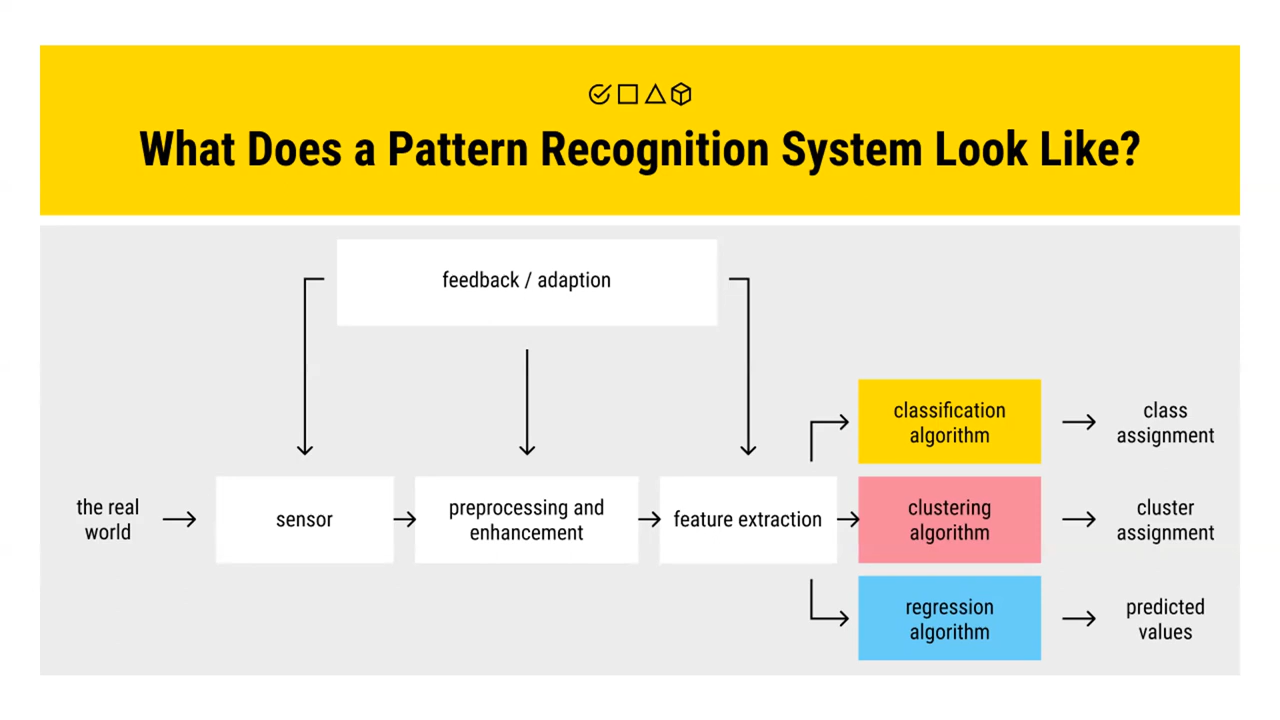 What Does a Pattern Recognition System Look Like?
feedback / adaption
the real
world
sensor
preprocessing and
enhancement
feature extraction
classification
algorithm
class
assignment
clustering
algorithm
cluster
assignment
regression
algorithm
predicted
values